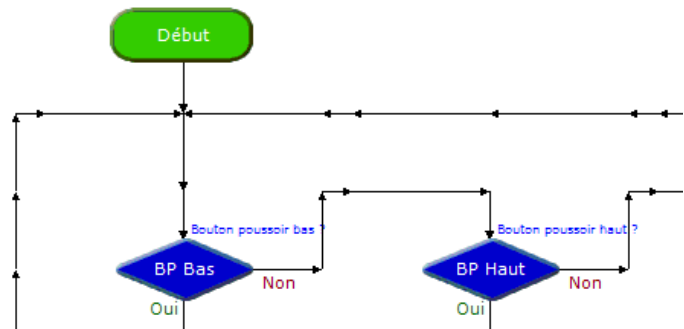 Début
Bouton poussoir bas ?
Bouton poussoir haut ?
BP Bas
BP Haut
Non
Non
Oui
Oui